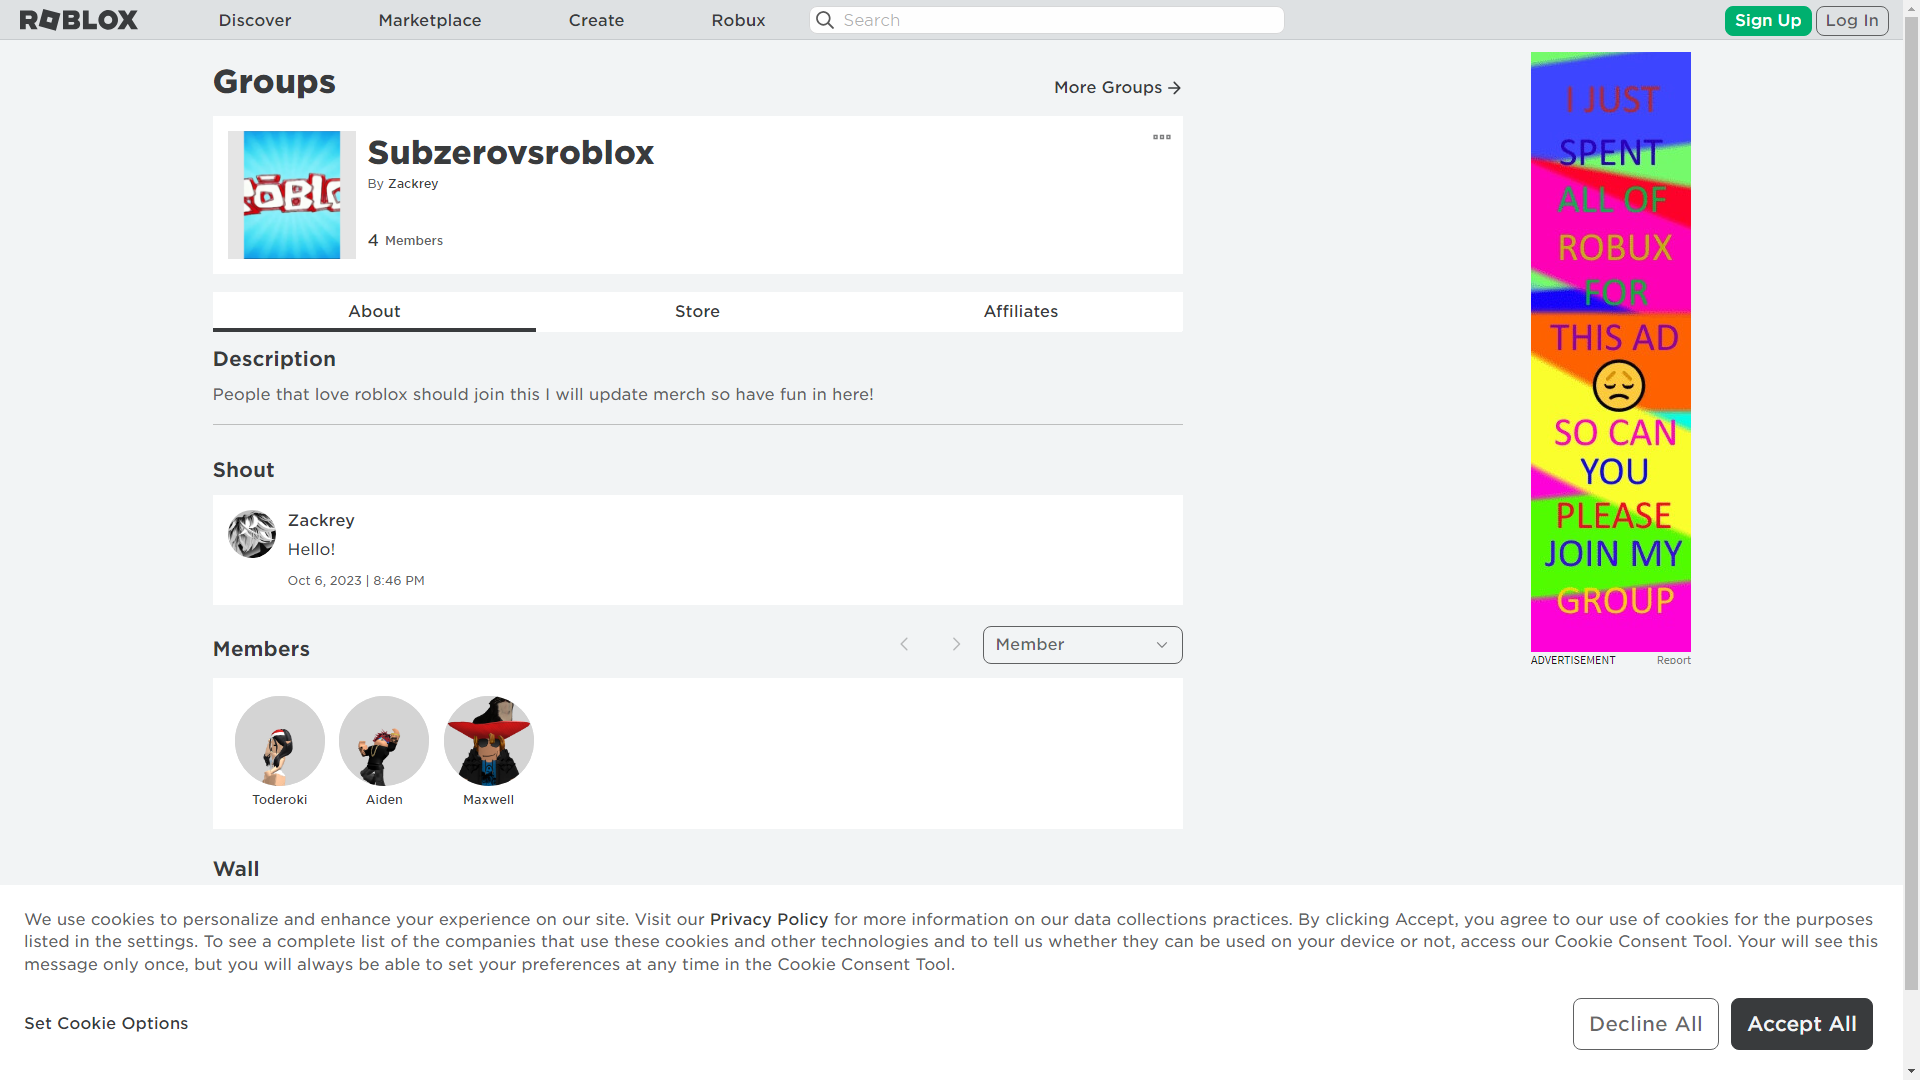 ROBLOX
Discover
Marketplace
Create
Robux
Search
Sign Up
Log In
Groups
More Groups
Subzerovsroblox
By Zackrey
4 Members
About
Store
Affiliates
Description
People that love roblox should join this I will update merch so have fun in here!
Shout
Zackrey
Hello!
Oct 6, 2023 | 8:46 PM
Members
Member
Toderoki
Aiden
Maxwell
Wall
I JUST
SPENT
ALL OF
ROBUX
FOR
THIS AD
SO CAN
YOU
PLEASE
JOIN MY
GROUP
ADVERTISEMENT
Report
We use cookies to personalize and enhance your experience on our site. Visit our Privacy Policy for more information on our data collections practices. By clicking Accept, you agree to our use of cookies for the purposes
listed in the settings. To see a complete list of the companies that use these cookies and other technologies and to tell us whether they can be used on your device or not, access our Cookie Consent Tool. Your will see this
message only once, but you will always be able to set your preferences at any time in the Cookie Consent Tool.
Set Cookie Options
Decline All
Accept All